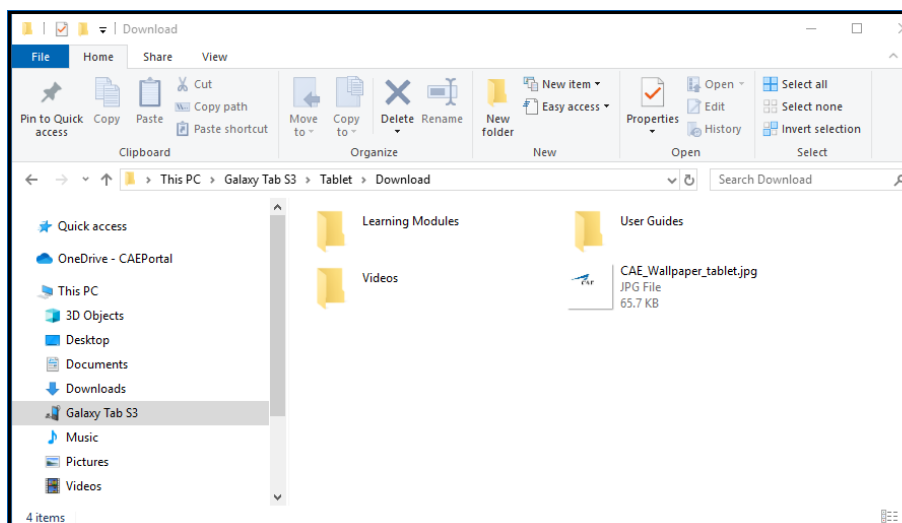 Download
File Home Share View
Pin to Quick access
Copy
Paste
Cut
Copy path
Paste shortcut
Move to
Copy to
Delete
Rename
New folder
New item
Easy access
Properties
Open
Edit
History
Select all
Select none
Invert selection
Clipboard Organize New Open Select
This PC > Galaxy Tab S3 > Tablet > Download
Search Download
Quick access
OneDrive - CAEPortal
This PC
3D Objects
Desktop
Documents
Downloads
Galaxy Tab S3
Music
Pictures
Videos
Learning Modules
User Guides
Videos
CAE
CAE_Wallpaper_tablet.jpg
JPG File
65.7 KB
4 items